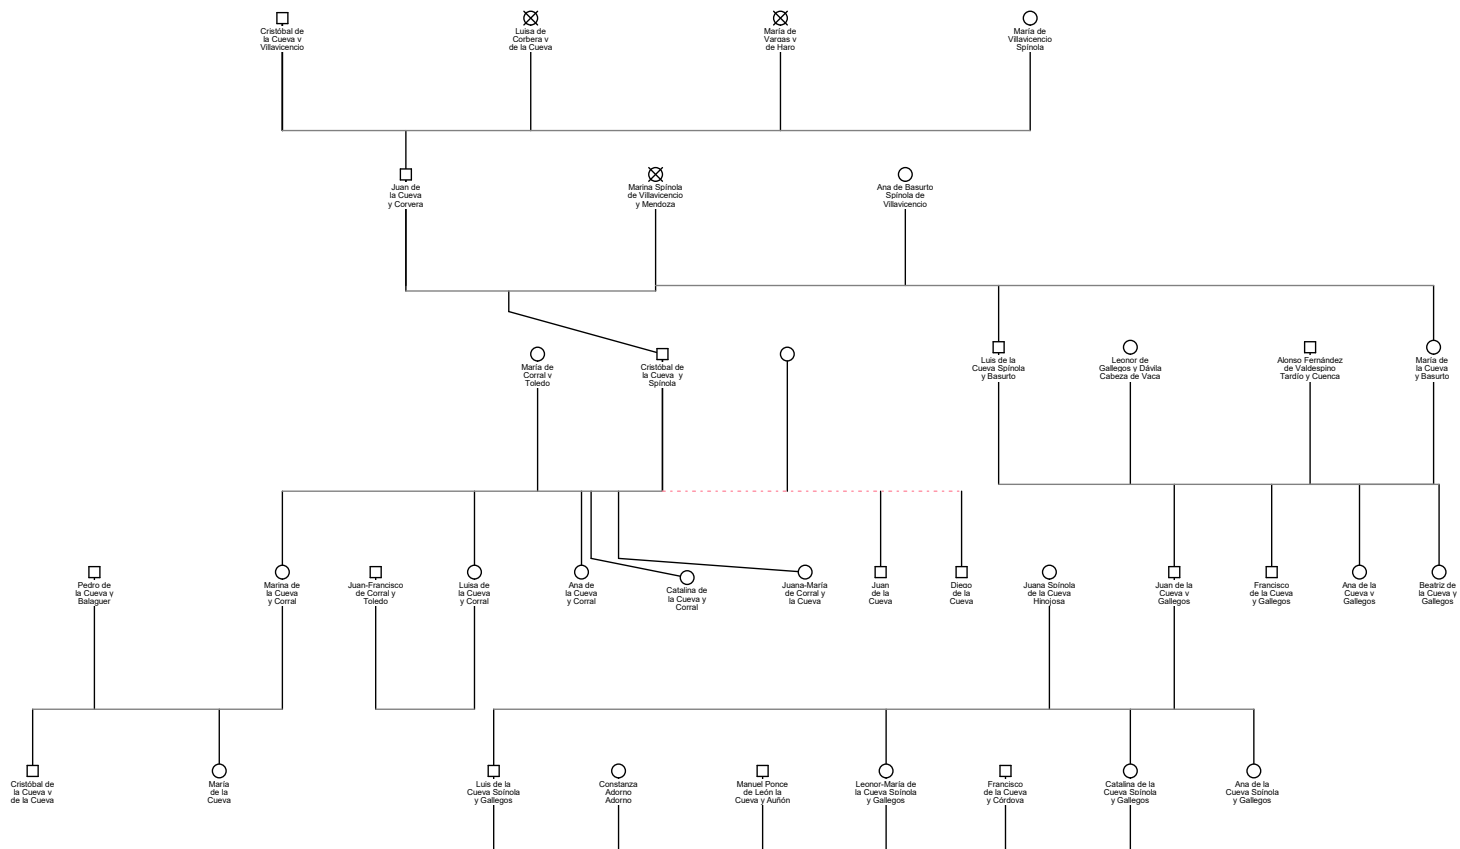 Cristóbal de
la Cueva y
Villavicencio
Luisa de
Corbera y
de la Cueva
María de
Vargas y
de Haro
María de
Villavicencio
Spínola
Juan de
la Cueva
y Corvera
Marina Spínola
de Villavicencio
y Mendoza
Ana de Basurto
Spínola de
Villavicencio
María de
Corral y
Toledo
Cristóbal de
la Cueva y
Spínola
Luis de la
Cueva Spínola
y Basurto
Leonor de
Gallegos y Dávila
Cabeza de Vaca
Alonso Fernández
de Valdespino
Tardío y Cuenca
María de
la Cueva
y Basurto
Pedro de
la Cueva y
Balaguer
Marina de
la Cueva
y Corral
Juan-Francisco
de Corral y
Toledo
Luisa de
la Cueva
y Corral
Ana de
la Cueva
y Corral
Catalina de
la Cueva y
Corral
Juana-María
de Corral y
la Cueva
Juan
de la
Cueva
Diego
de la
Cueva
Juana Spínola
de la Cueva
Hinojosa
Juan de la
Cueva y
Gallegos
Francisco
de la Cueva
y Gallegos
Ana de la
Cueva y
Gallegos
Beatriz de
la Cueva y
Gallegos
Cristóbal de
la Cueva y
de la Cueva
María
de la
Cueva
Luis de la
Cueva Spínola
y Gallegos
Constanza
Adorno
Adorno
Manuel Ponce
de León la
Cueva y Auñón
Leonor-María de
la Cueva Spínola
y Gallegos
Francisco
de la Cueva
y Córdova
Catalina de la
Cueva Spínola
y Gallegos
Ana de la
Cueva Spínola
y Gallegos